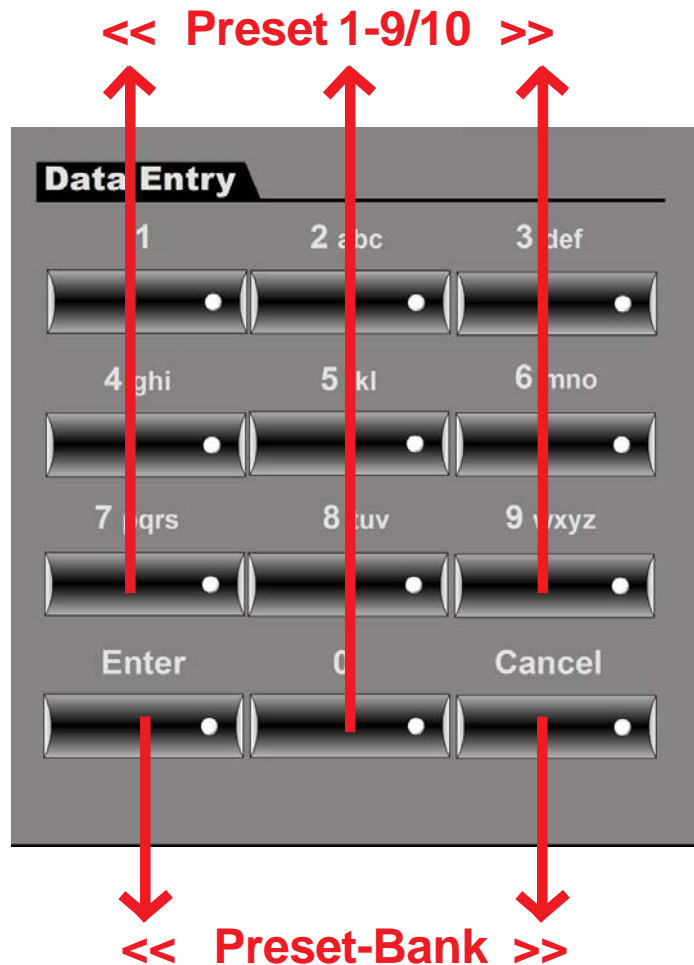 << Preset 1-9/10 >>
Data Entry
1 2 abc 3 def
4 ghi 5 jkl 6 mno
7 pqrs 8 tuv 9 wxyz
Enter 0 Cancel
<< Preset-Bank >>